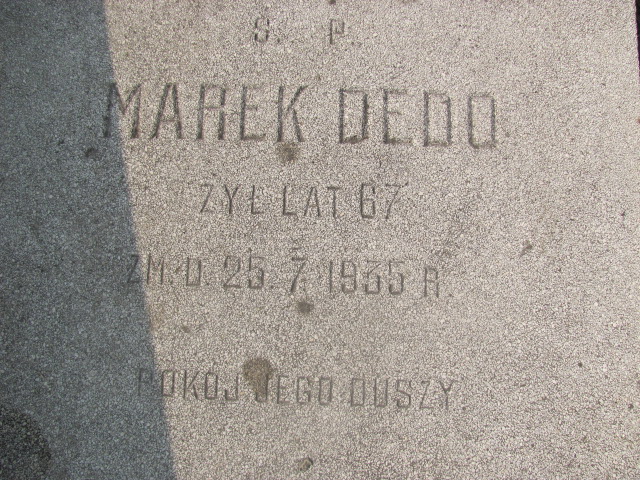 Ś. P.
MAREK DEDO
ŻYŁ LAT 67
ZM. D. 25. 7. 1935 R.
POKÓJ JEGO DUSZY